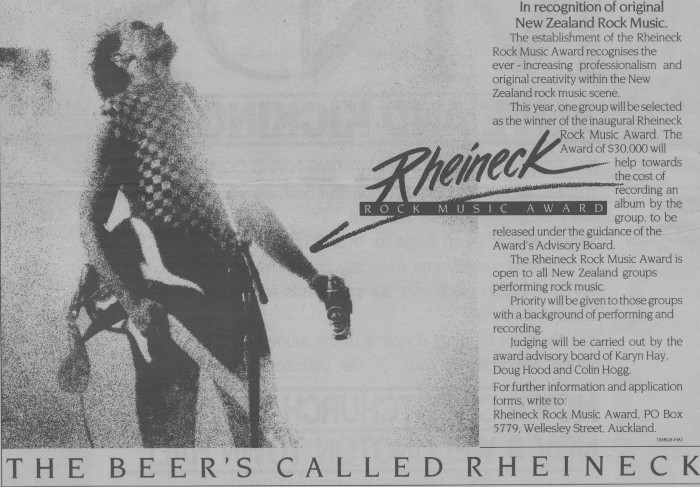 In recognition of original
New Zealand Rock Music.
The establishment of the Rheineck
Rock Music Award recognises the
ever - increasing professionalism and
original creativity within the New
Zealand rock music scene.
This year, one group will be selected
as the winner of the inaugural Rheineck
Rock Music Award. The
Award of $30,000 will
help towards
the cost of
recording an
album by the
group, to be
released under the guidance of the
Award's Advisory Board.
The Rheineck Rock Music Award is
open to all New Zealand groups
performing rock music.
Priority will be given to those groups
with a background of performing and
recording.
Judging will be carried out by the
award advisory board of Karyn Hay,
Doug Hood and Colin Hogg.
For further information and application
forms, write to:
Rheineck Rock Music Award, PO Box
5779, Wellesley Street, Auckland.
Rheineck
ROCK MUSIC AWARD
THE BEER'S CALLED RHEINECK